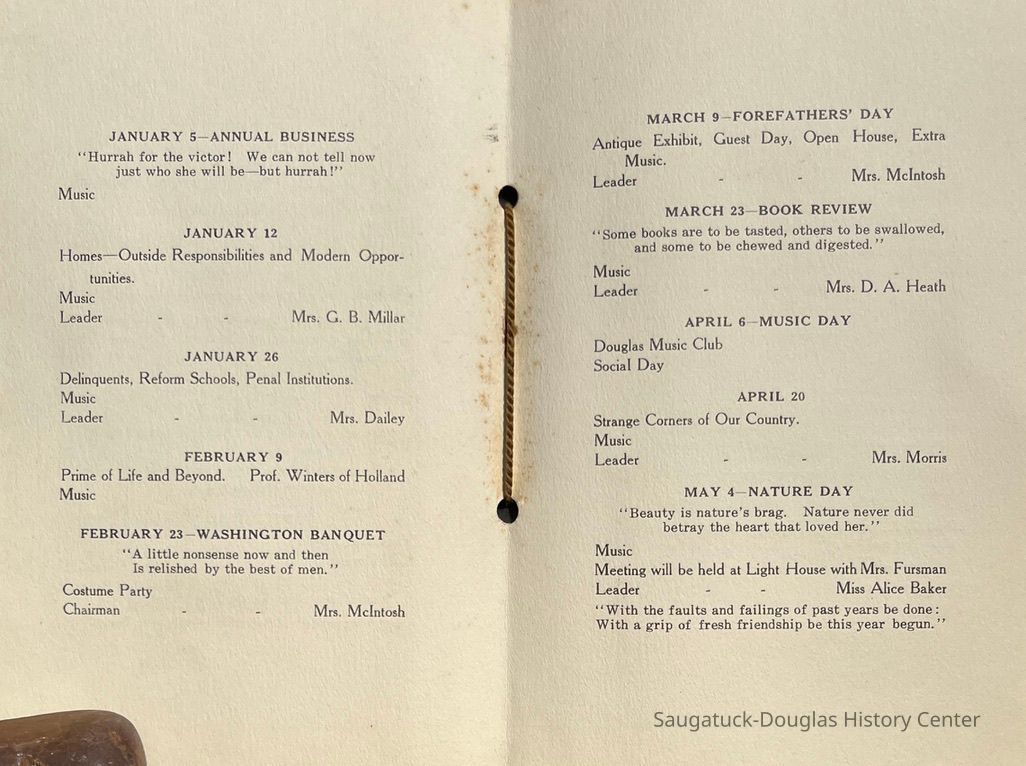 JANUARY 5—ANNUAL BUSINESS
“Hurrah for the victor! We can not tell now
just who she will be—but hurrah!”
Music
JANUARY 12
Homes—Outside Responsibilities and Modern Oppor-
tunities.
Music
Leader - - Mrs. G. B. Millar
JANUARY 26
Delinquents, Reform Schools, Penal Institutions.
Music
Leader - - Mrs. Dailey
FEBRUARY 9
Prime of Life and Beyond. Prof. Winters of Holland
Music
FEBRUARY 23—WASHINGTON BANQUET
“A little nonsense now and then
Is relished by the best of men.”
Costume Party
Chairman - - Mrs. McIntosh
MARCH 9—FOREFATHERS’ DAY
Antique Exhibit, Guest Day, Open House, Extra
Music.
Leader - - Mrs. McIntosh
MARCH 23—BOOK REVIEW
“Some books are to be tasted, others to be swallowed,
and some to be chewed and digested.”
Music
Leader - - Mrs. D. A. Heath
APRIL 6—MUSIC DAY
Douglas Music Club
Social Day
APRIL 20
Strange Corners of Our Country.
Music
Leader - - Mrs. Morris
MAY 4—NATURE DAY
“Beauty is nature’s brag. Nature never did
betray the heart that loved her.”
Music
Meeting will be held at Light House with Mrs. Fursman
Leader - - Miss Alice Baker
“With the faults and failings of past years be done:
With a grip of fresh friendship be this year begun.”
Saugatuck-Douglas History Center